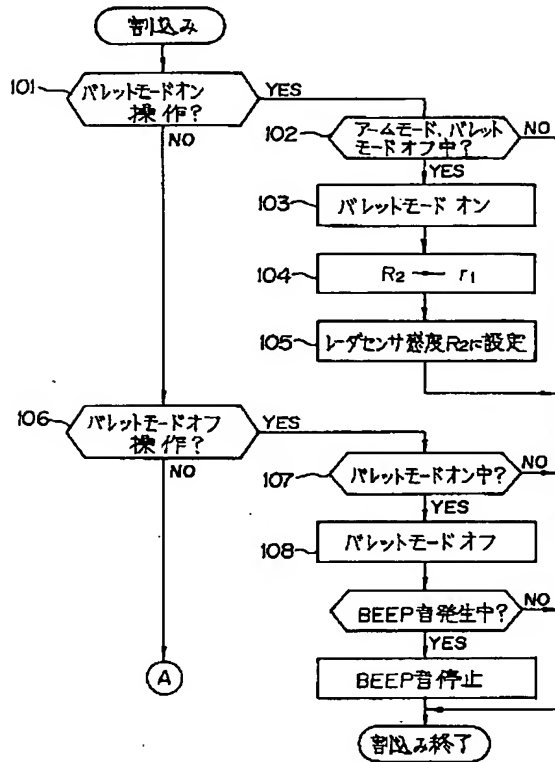 割込み
101
バレットモードオン
操作?
YES
NO
102
アームモード、バレット
モードオフ中?
NO
YES
103
バレットモード オン
104
R2 ← r1
105
レーダセンサ感度R2に設定
106
バレットモードオフ
操作?
YES
NO
107
バレットモードオン中?
NO
YES
108
バレットモード オフ
BEEP音発生中?
NO
YES
A
BEEP音停止
割込み終了